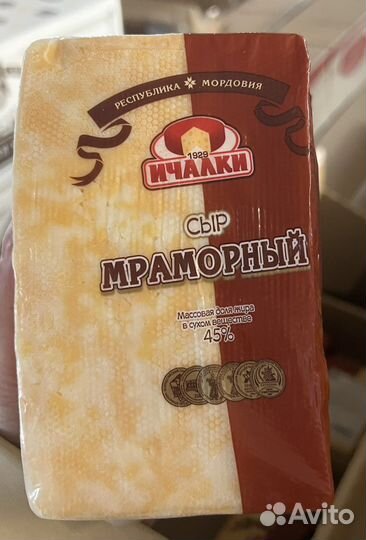 РЕСПУБЛИКА МОРДОВИЯ
1929
ИЧАЛКИ
СЫР
МРАМОРНЫЙ
Массовая доля жира
в сухом веществе
45%
Avito